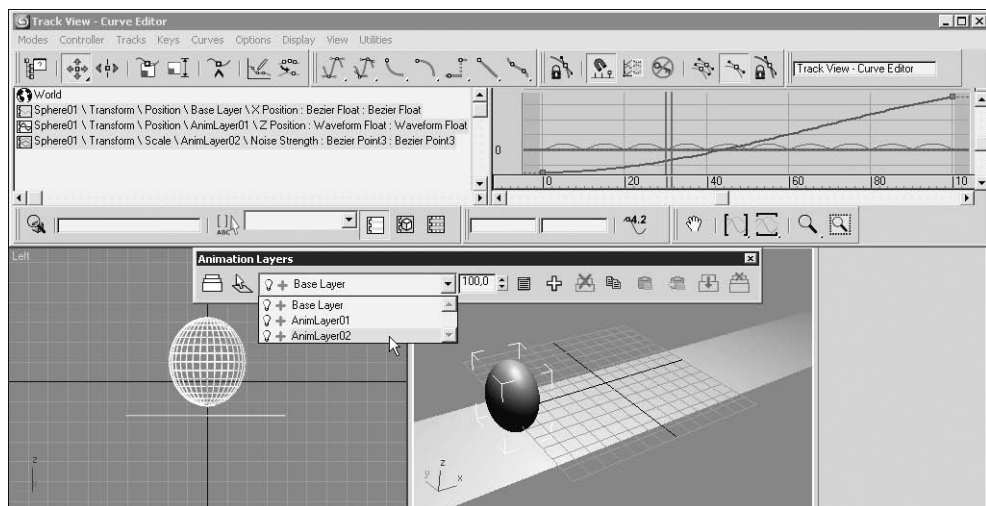 Track View - Curve Editor
Modes Controller Tracks Keys Curves Options Display View Utilities
Track View - Curve Editor
World
Sphere01 \ Transform \ Position \ Base Layer \ X Position : Bezier Float : Bezier Float
Sphere01 \ Transform \ Position \ AnimLayer01 \ Z Position : Waveform Float : Waveform Float
Sphere01 \ Transform \ Scale \ AnimLayer02 \ Noise Strength : Bezier Point3 : Bezier Point3
0
0 20 40 60 80 10
ABC
4.2
Left
Animation Layers
Base Layer
100,0
Base Layer
AnimLayer01
AnimLayer02
z
x
z
y
x